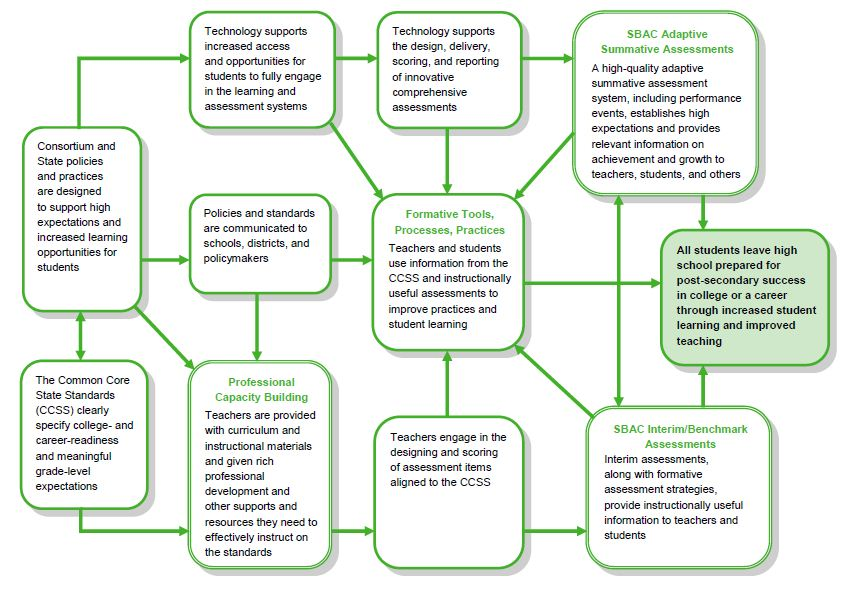 Technology supports
increased access
and opportunities for
students to fully engage
in the learning and
assessment systems
Technology supports
the design, delivery,
scoring, and reporting
of innovative
comprehensive
assessments
SBAC Adaptive
Summative Assessments
A high-quality adaptive
summative assessment
system, including performance
events, establishes high
expectations and provides
relevant information on
achievement and growth to
teachers, students, and others
Consortium and
State policies
and practices
are designed
to support high
expectations and
increased learning
opportunities for
students
Policies and standards
are communicated to
schools, districts, and
policymakers
Formative Tools,
Processes, Practices
Teachers and students
use information from the
CCSS and instructionally
useful assessments to
improve practices and
student learning
All students leave high
school prepared for
post-secondary success
in college or a career
through increased student
learning and improved
teaching
The Common Core
State Standards
(CCSS) clearly
specify college- and
career-readiness
and meaningful
grade-level
expectations
Professional
Capacity Building
Teachers are provided
with curriculum and
instructional materials
and given rich
professional
development and
other supports and
resources they need to
effectively instruct on
the standards
Teachers engage in the
designing and scoring
of assessment items
aligned to the CCSS
SBAC Interim/Benchmark
Assessments
Interim assessments,
along with formative
assessment strategies,
provide instructionally useful
information to teachers and
students